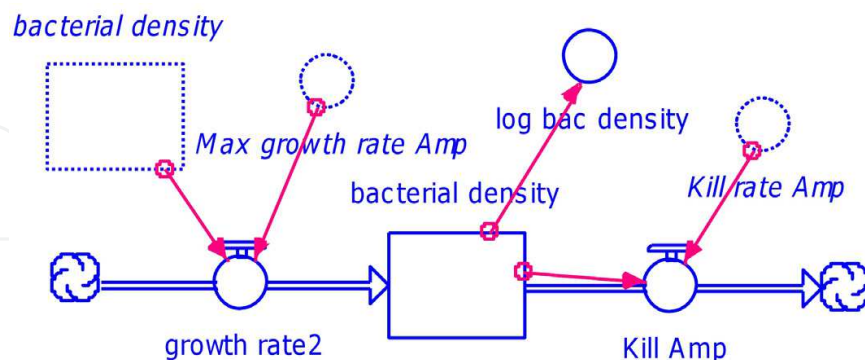 bacterial density
Max growth rate Amp
log bac density
Kill rate Amp
bacterial density
growth rate2
Kill Amp